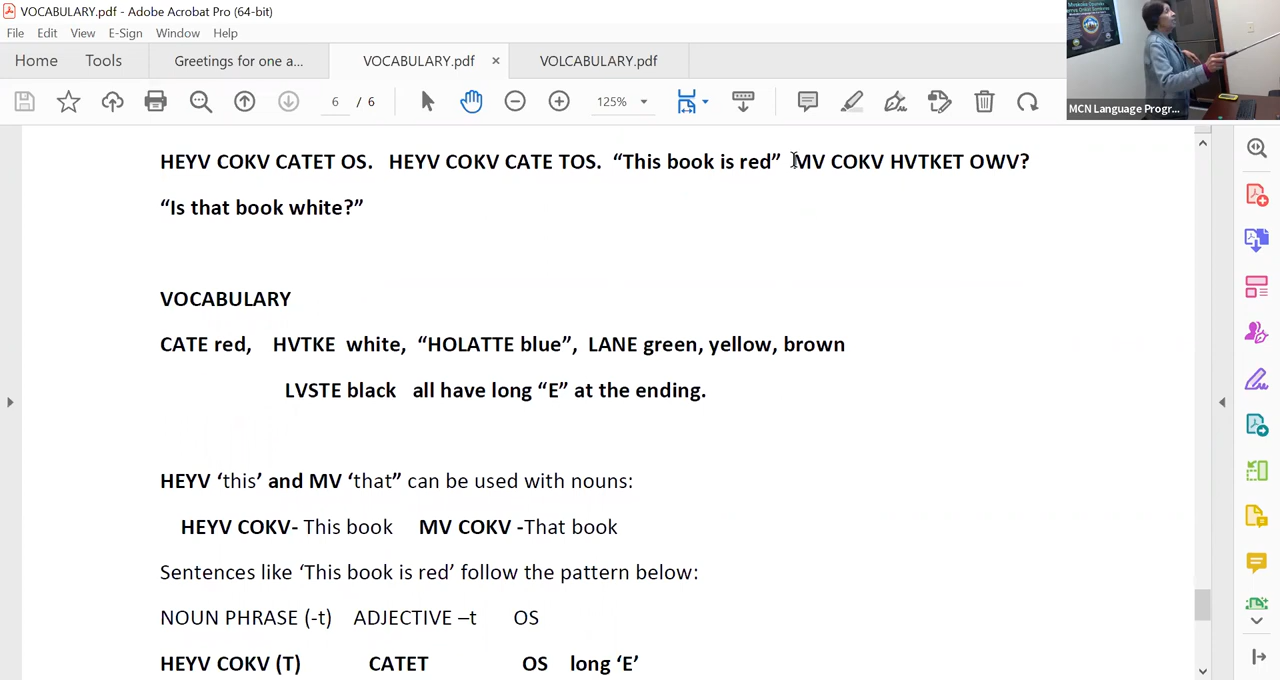 VOCABULARY.pdf - Adobe Acrobat Pro (64-bit)
File Edit View E-Sign Window Help
Home Tools Greetings for one a... VOCABULARY.pdf × VOLCABULARY.pdf
6 / 6 125%
MCN Language Progr...
HEYV COKV CATET OS. HEYV COKV CATE TOS. “This book is red” MV COKV HVTKET OWV?
“Is that book white?”
VOCABULARY
CATE red, HVTKE white, “HOLATTE blue”, LANE green, yellow, brown
LVSTE black all have long “E” at the ending.
HEYV ‘this’ and MV ‘that” can be used with nouns:
HEYV COKV- This book MV COKV -That book
Sentences like ‘This book is red’ follow the pattern below:
NOUN PHRASE (-t) ADJECTIVE –t OS
HEYV COKV (T) CATET OS long ‘E’